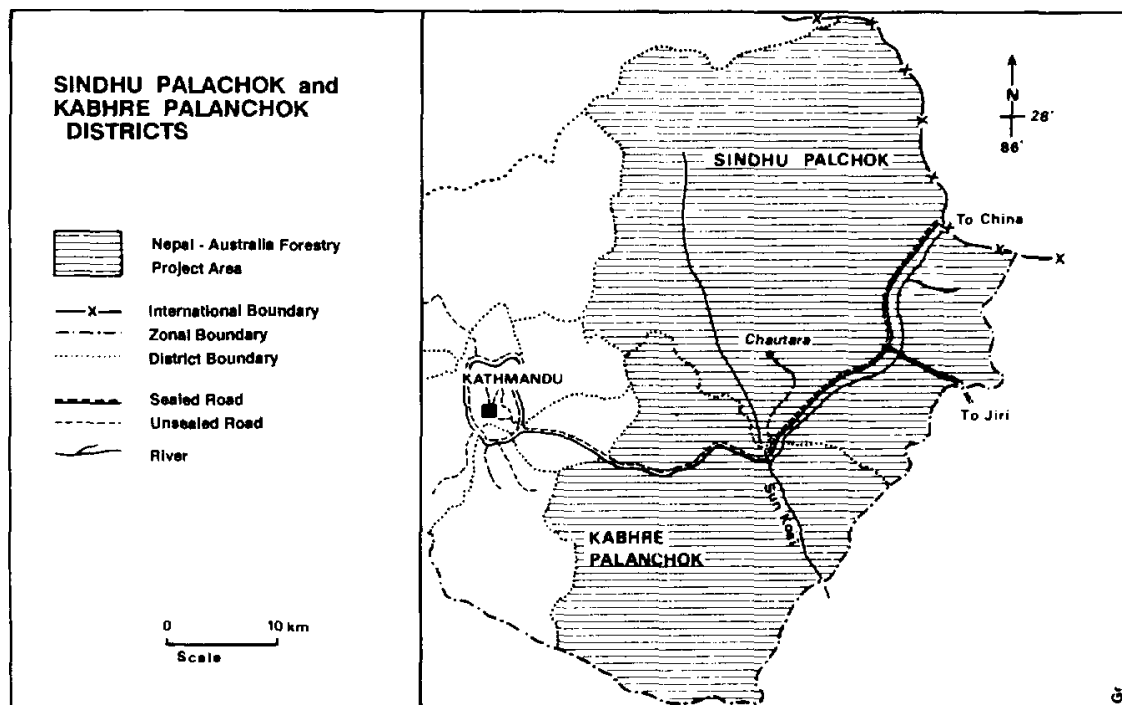 SINDHU PALACHOK and
KABHRE PALANCHOK
DISTRICTS
Nepal - Australia Forestry
Project Area
x International Boundary
Zonal Boundary
District Boundary
Sealed Road
Unsealed Road
River
0 10 km
Scale
N
28'
86'
SINDHU PALCHOK
To China
x
Chautara
KATHMANDU
To Jiri
Sun Kosi
KABHRE
PALANCHOK
Gr